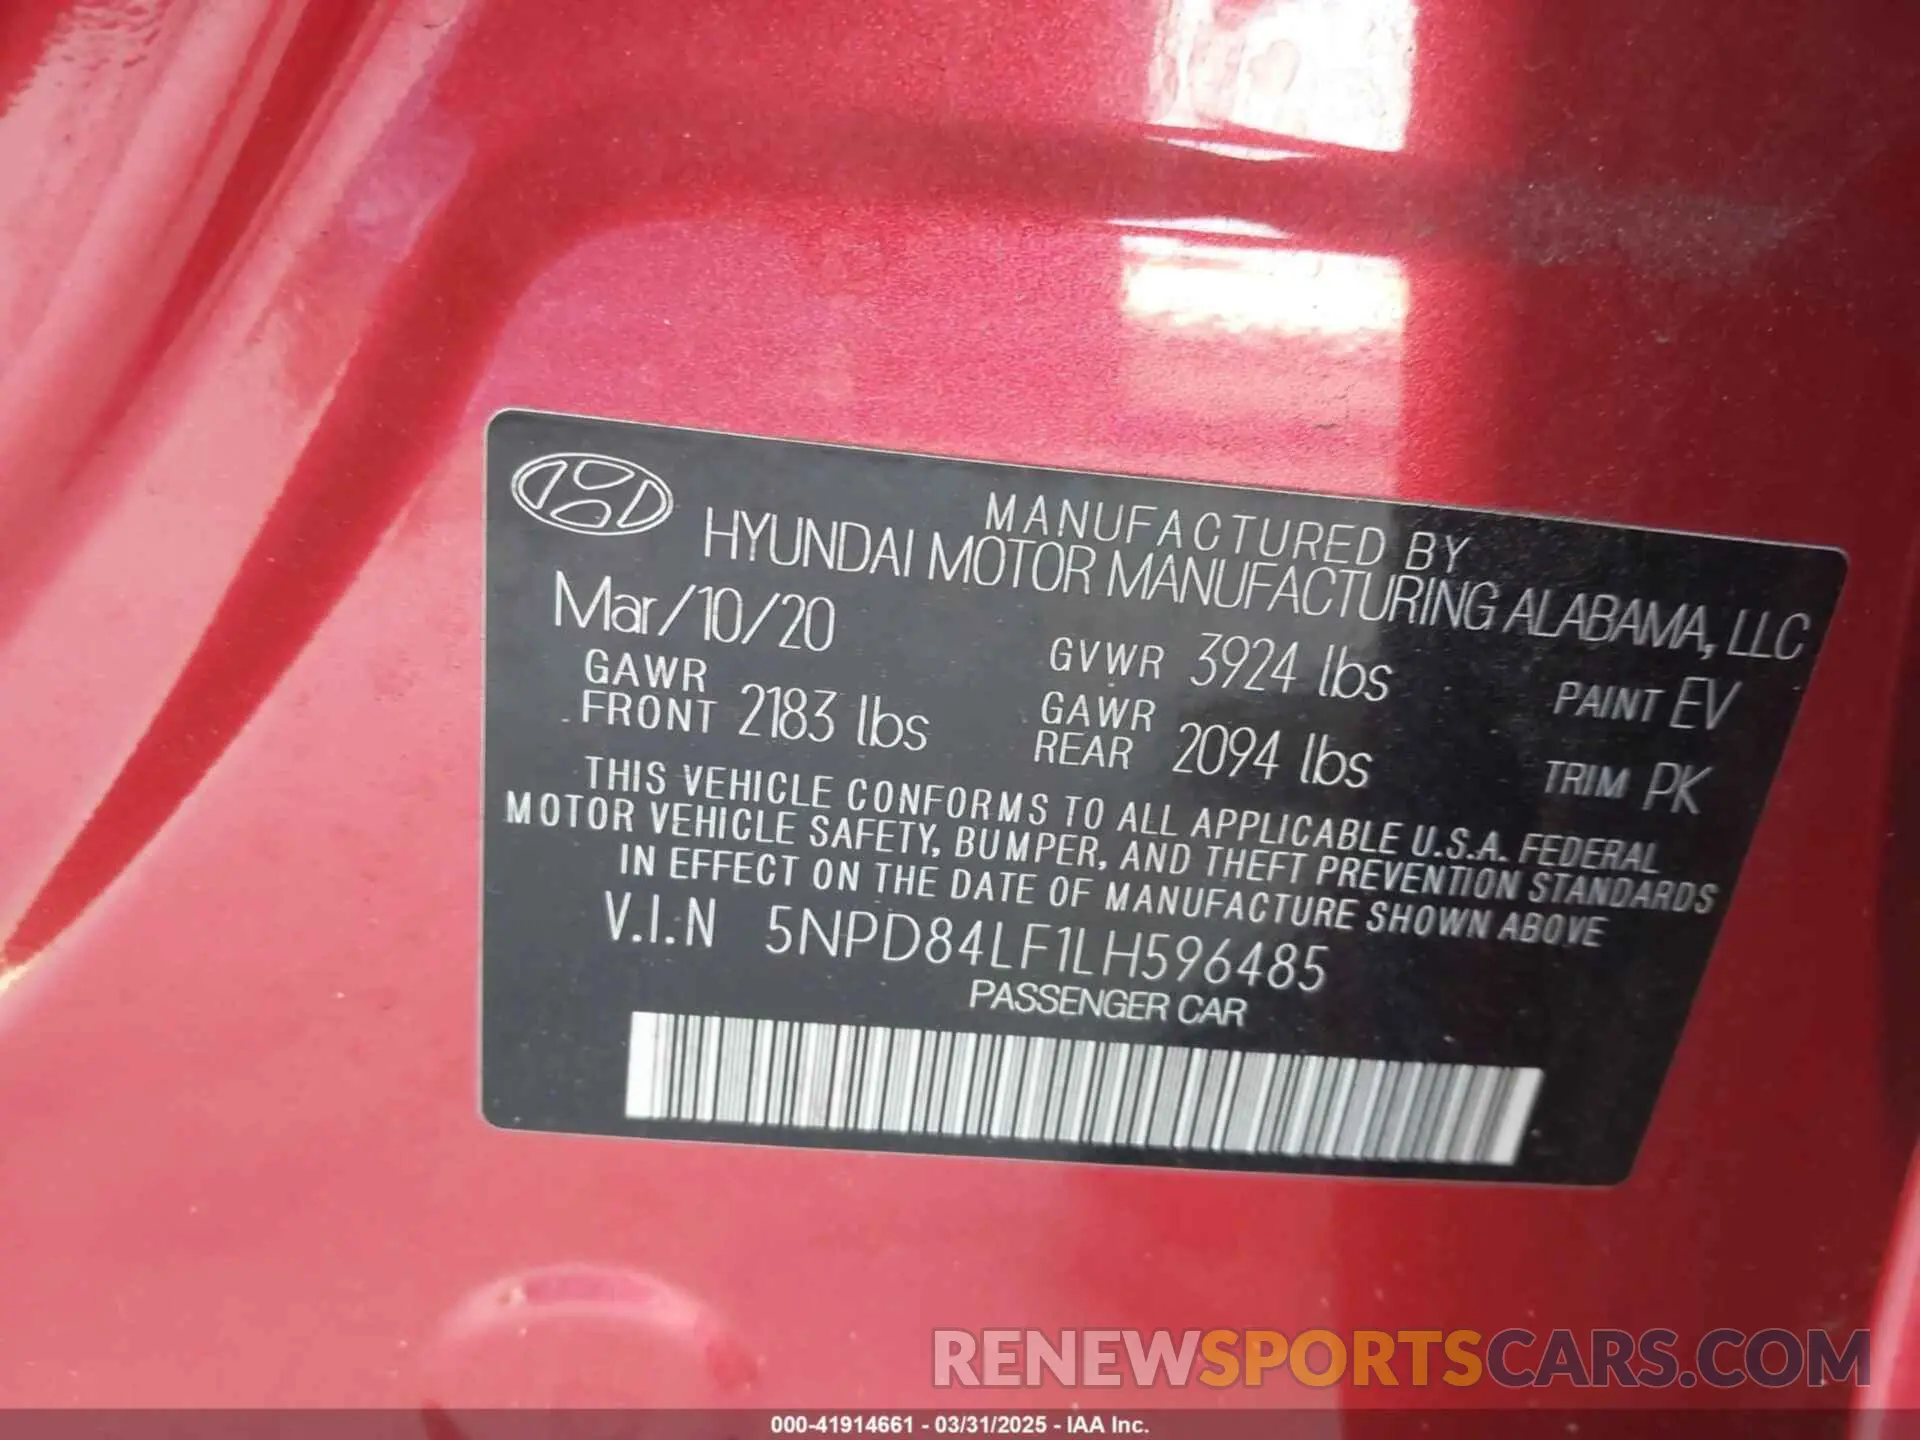 MANUFACTURED BY
HYUNDAI MOTOR MANUFACTURING ALABAMA, LLC
Mar/10/20
GVWR 3924 lbs
PAINT EV
GAWR FRONT 2183 lbs
GAWR REAR 2094 lbs
TRIM PK
THIS VEHICLE CONFORMS TO ALL APPLICABLE U.S.A. FEDERAL
MOTOR VEHICLE SAFETY, BUMPER, AND THEFT PREVENTION STANDARDS
IN EFFECT ON THE DATE OF MANUFACTURE SHOWN ABOVE
V.I.N 5NPD84LF1LH596485
PASSENGER CAR
RENEWSPORTSCARS.COM
000-41914661 - 03/31/2025 - IAA Inc.